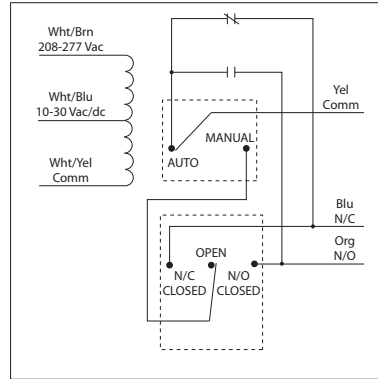 Wht/Brn
208-277 Vac
Wht/Blu
10-30 Vac/dc
Wht/Yel
Comm
Yel
Comm
MANUAL
AUTO
Blu
N/C
Org
N/O
OPEN
N/C
CLOSED
N/O
CLOSED